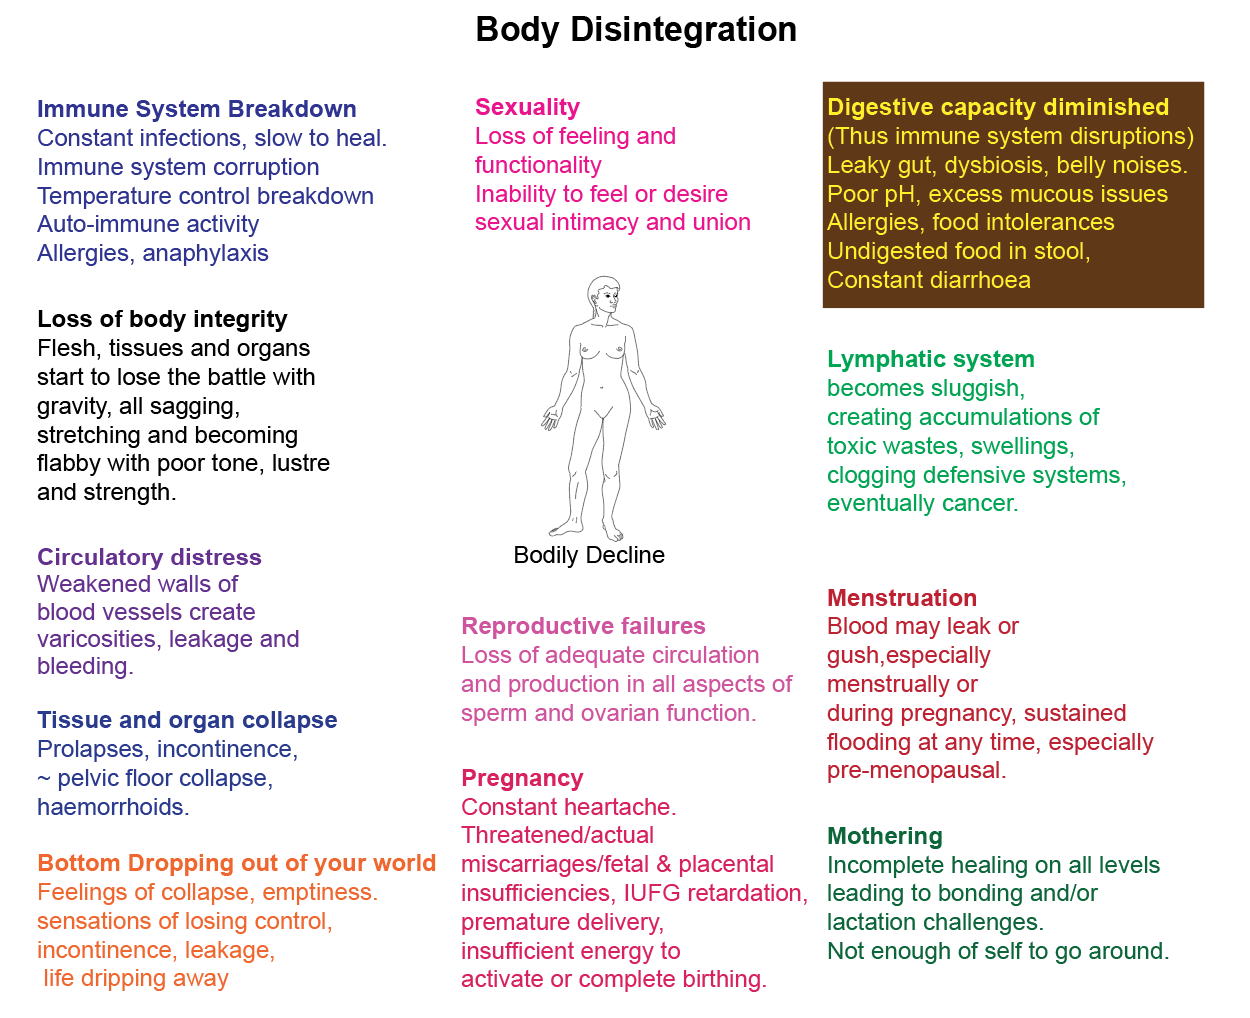 Body Disintegration
Immune System Breakdown
Constant infections, slow to heal.
Immune system corruption
Temperature control breakdown
Auto-immune activity
Allergies, anaphylaxis
Loss of body integrity
Flesh, tissues and organs
start to lose the battle with
gravity, all sagging,
stretching and becoming
flabby with poor tone, lustre
and strength.
Circulatory distress
Weakened walls of
blood vessels create
varicosities, leakage and
bleeding.
Tissue and organ collapse
Prolapses, incontinence,
~ pelvic floor collapse,
haemorrhoids.
Bottom Dropping out of your world
Feelings of collapse, emptiness.
sensations of losing control,
incontinence, leakage,
life dripping away
Sexuality
Loss of feeling and
functionality
Inability to feel or desire
sexual intimacy and union
Bodily Decline
Reproductive failures
Loss of adequate circulation
and production in all aspects of
sperm and ovarian function.
Pregnancy
Constant heartache.
Threatened/actual
miscarriages/fetal & placental
insufficiencies, IUFG retardation,
premature delivery,
insufficient energy to
activate or complete birthing.
Digestive capacity diminished
(Thus immune system disruptions)
Leaky gut, dysbiosis, belly noises.
Poor pH, excess mucous issues
Allergies, food intolerances
Undigested food in stool,
Constant diarrhoea
Lymphatic system
becomes sluggish,
creating accumulations of
toxic wastes, swellings,
clogging defensive systems,
eventually cancer.
Menstruation
Blood may leak or
gush,especially
menstrually or
during pregnancy, sustained
flooding at any time, especially
pre-menopausal.
Mothering
Incomplete healing on all levels
leading to bonding and/or
lactation challenges.
Not enough of self to go around.